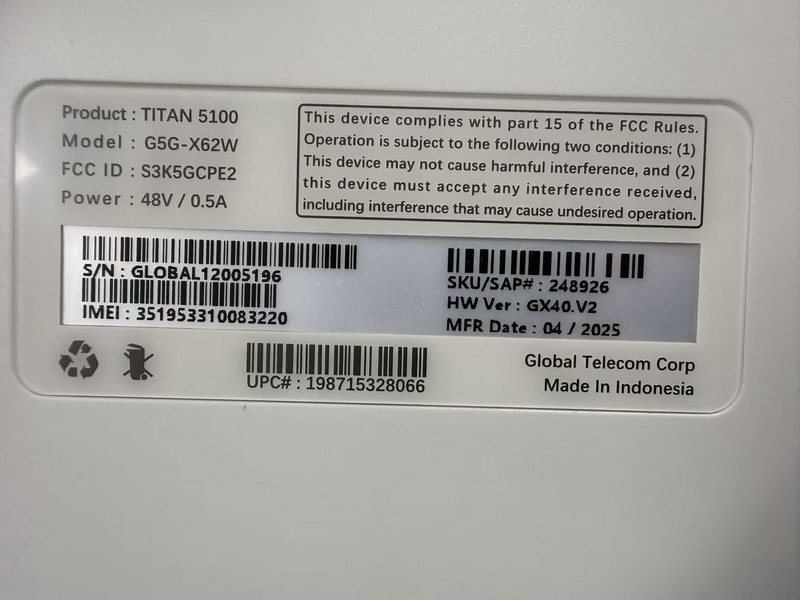 Product : TITAN 5100
Model : G5G-X62W
FCC ID : S3K5GCPE2
Power : 48V / 0.5A
This device complies with part 15 of the FCC Rules.
Operation is subject to the following two conditions: (1)
This device may not cause harmful interference, and (2)
this device must accept any interference received,
including interference that may cause undesired operation.
S/N : GLOBAL12005196
IMEI : 351953310083220
SKU/SAP# : 248926
HW Ver : GX40.V2
MFR Date : 04 / 2025
UPC# : 198715328066
Global Telecom Corp
Made In Indonesia